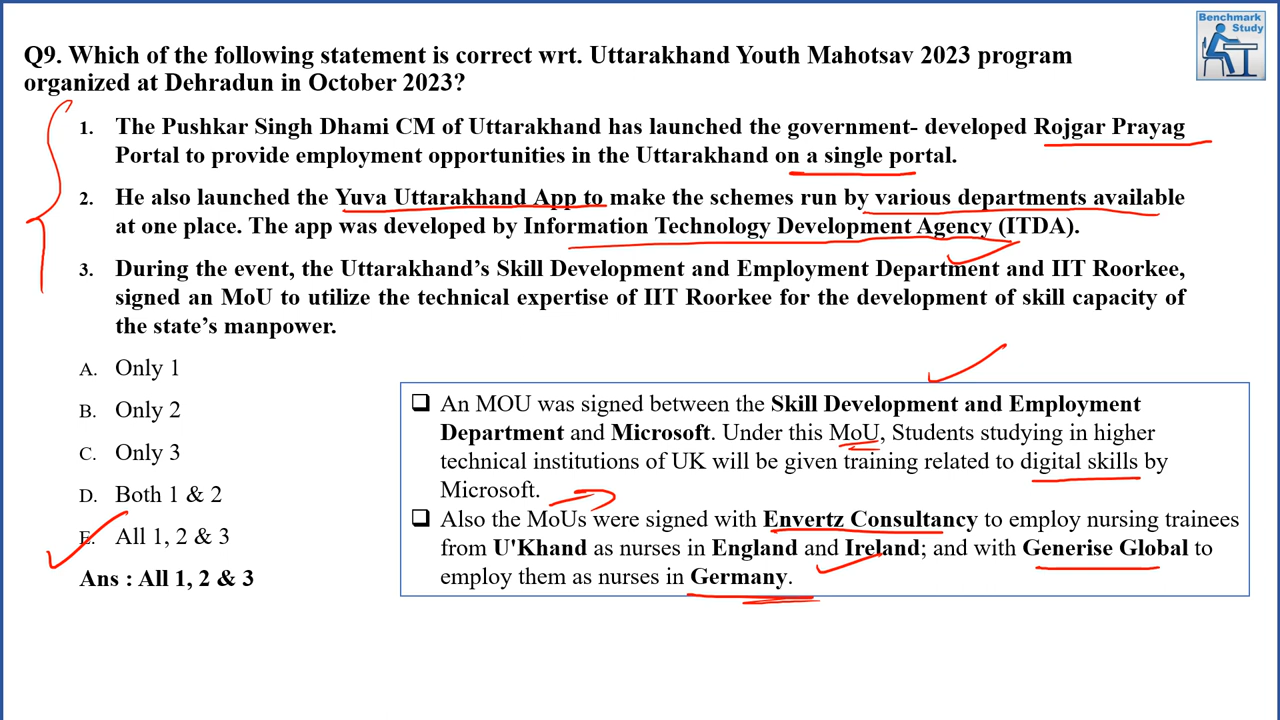 Benchmark
Study
Q9. Which of the following statement is correct wrt. Uttarakhand Youth Mahotsav 2023 program
organized at Dehradun in October 2023?
1. The Pushkar Singh Dhami CM of Uttarakhand has launched the government- developed Rojgar Prayag
Portal to provide employment opportunities in the Uttarakhand on a single portal.
2. He also launched the Yuva Uttarakhand App to make the schemes run by various departments available
at one place. The app was developed by Information Technology Development Agency (ITDA).
3. During the event, the Uttarakhand’s Skill Development and Employment Department and IIT Roorkee,
signed an MoU to utilize the technical expertise of IIT Roorkee for the development of skill capacity of
the state’s manpower.
A. Only 1
B. Only 2
C. Only 3
D. Both 1 & 2
E. All 1, 2 & 3
Ans : All 1, 2 & 3
An MOU was signed between the Skill Development and Employment
Department and Microsoft. Under this MoU, Students studying in higher
technical institutions of UK will be given training related to digital skills by
Microsoft.
Also the MoUs were signed with Envertz Consultancy to employ nursing trainees
from U'Khand as nurses in England and Ireland; and with Generise Global to
employ them as nurses in Germany.